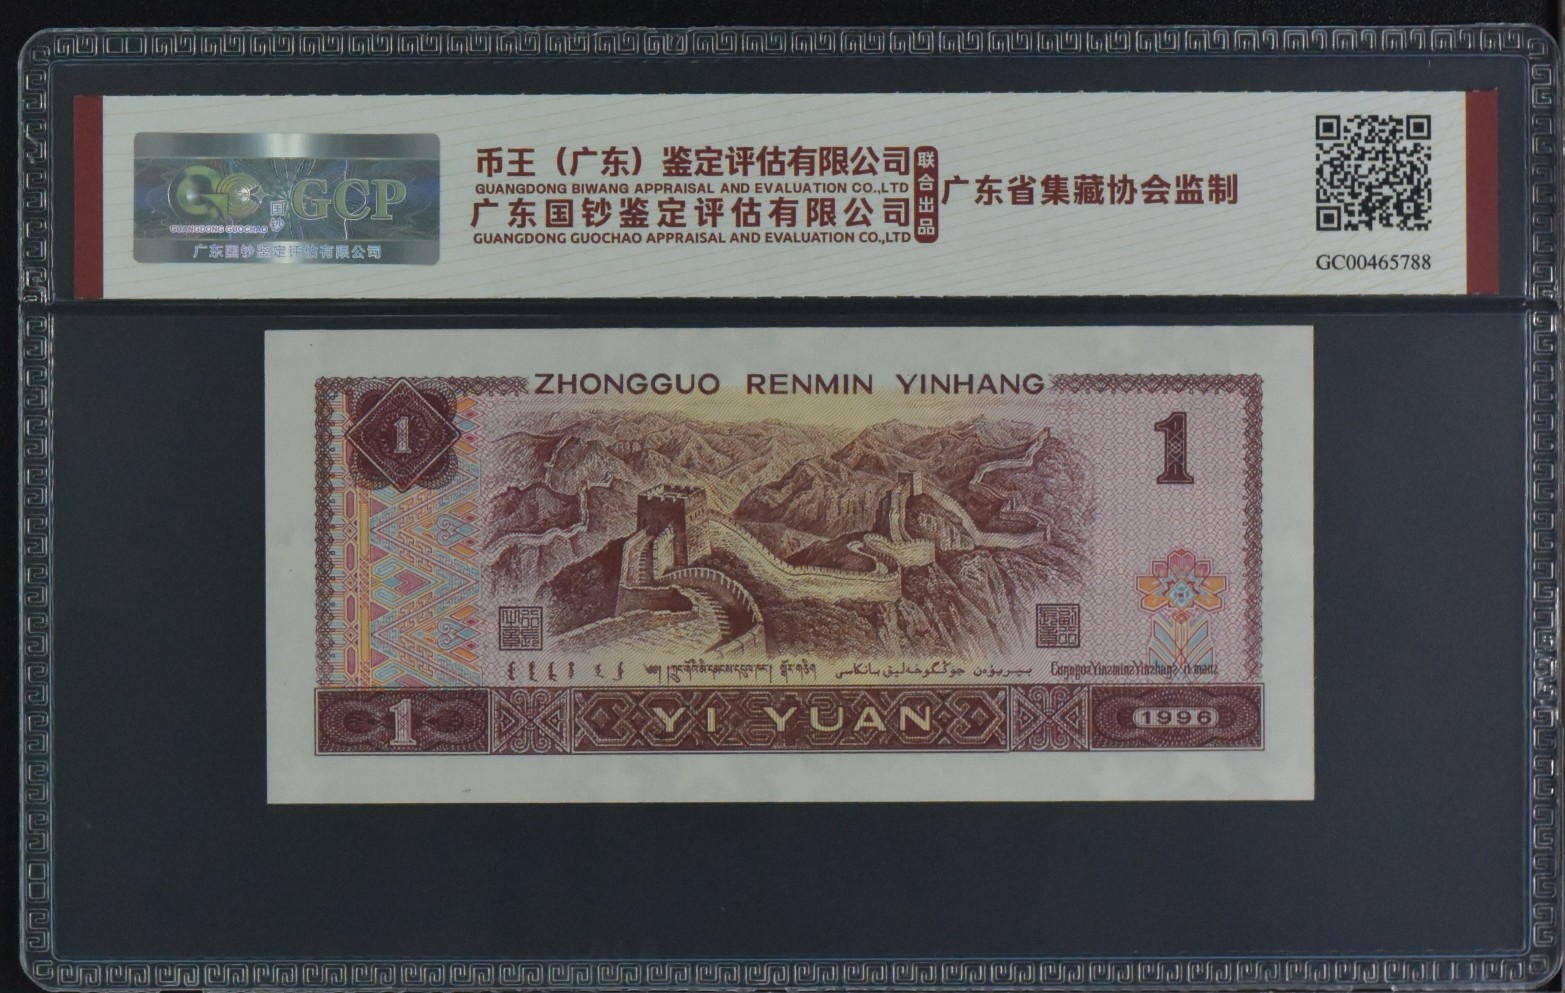 GCP
国钞
GUANGDONG GUOCHAO
广东国钞鉴定评估有限公司
币王（广东）鉴定评估有限公司
GUANGDONG BIWANG APPRAISAL AND EVALUATION CO.,LTD
广东国钞鉴定评估有限公司
GUANGDONG GUOCHAO APPRAISAL AND EVALUATION CO.,LTD
联合出品
广东省集藏协会监制
GC00465788
ZHONGGUO RENMIN YINHANG
1
1
1
YI YUAN
1996